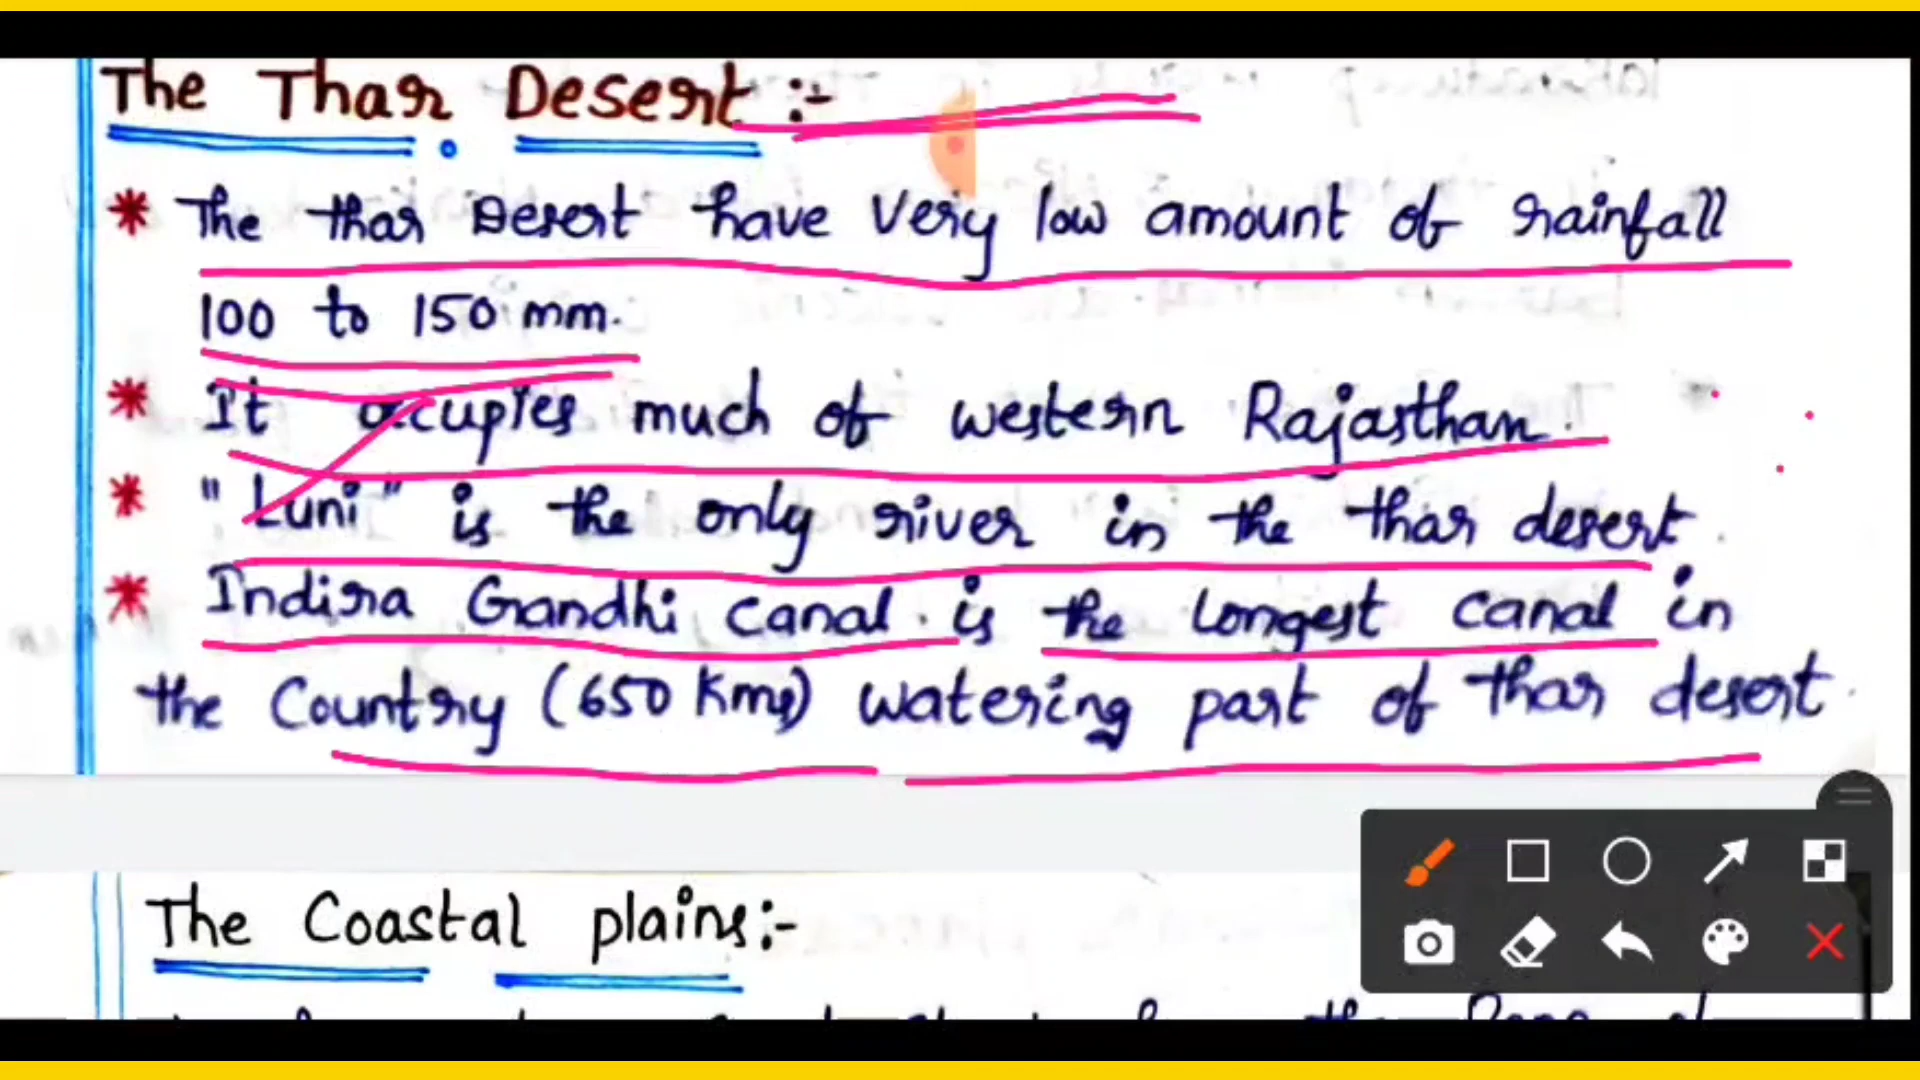 The Thar Desert :-
* The thar Desert have very low amount of rainfall
100 to 150 mm.
* It occupies much of western Rajasthan.
* "Luni" is the only river in the thar desert.
* Indira Gandhi Canal is the longest canal in
the Country (650 Kms) watering part of thar desert.
The Coastal plains:-